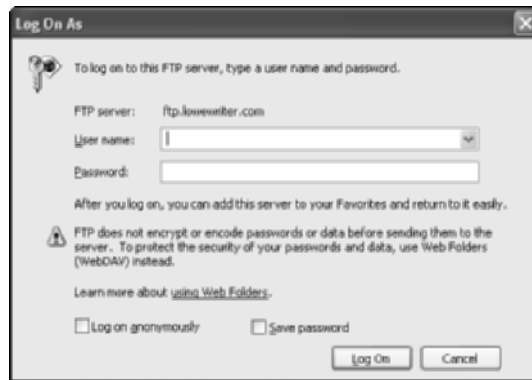 Log On As
To log on to this FTP server, type a user name and password.
FTP server: ftp.lowewriter.com
User name:
Password:
After you log on, you can add this server to your Favorites and return to it easily.
FTP does not encrypt or encode passwords or data before sending them to the
server. To protect the security of your passwords and data, use Web Folders
(WebDAV) instead.
Learn more about using Web Folders.
Log on anonymously Save password
Log On Cancel